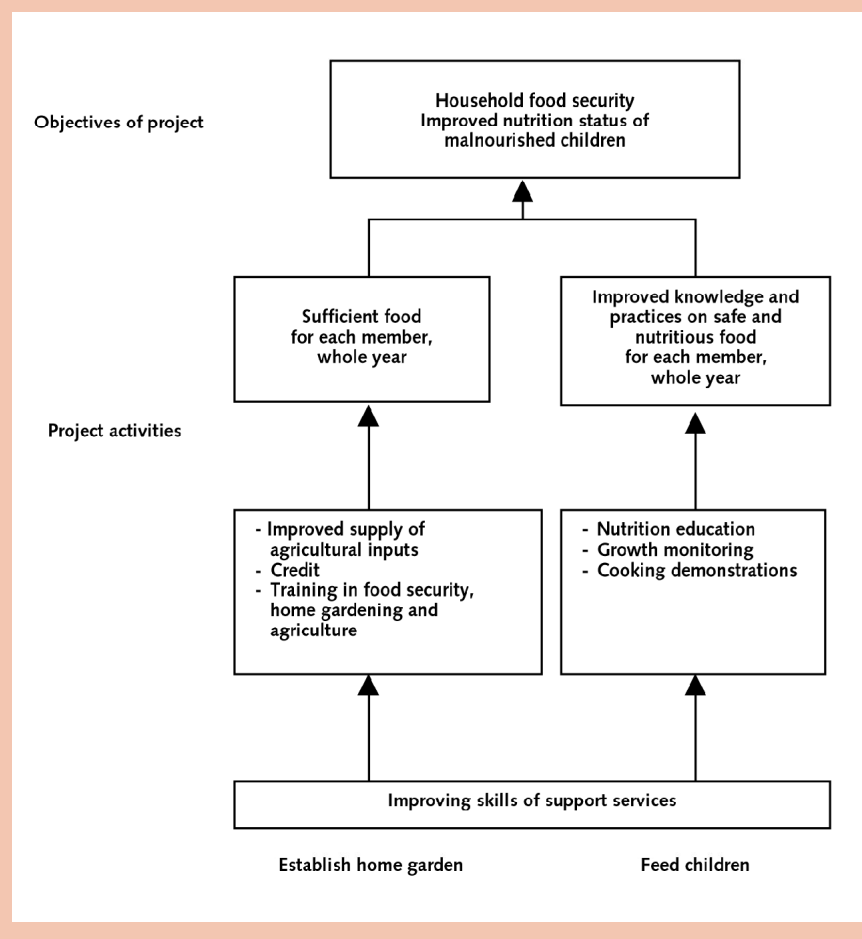 Objectives of project
Household food security
Improved nutrition status of
malnourished children
Sufficient food
for each member,
whole year
Improved knowledge and
practices on safe and
nutritious food
for each member,
whole year
Project activities
- Improved supply of
agricultural inputs
- Credit
- Training in food security,
home gardening and
agriculture
- Nutrition education
- Growth monitoring
- Cooking demonstrations
Improving skills of support services
Establish home garden
Feed children